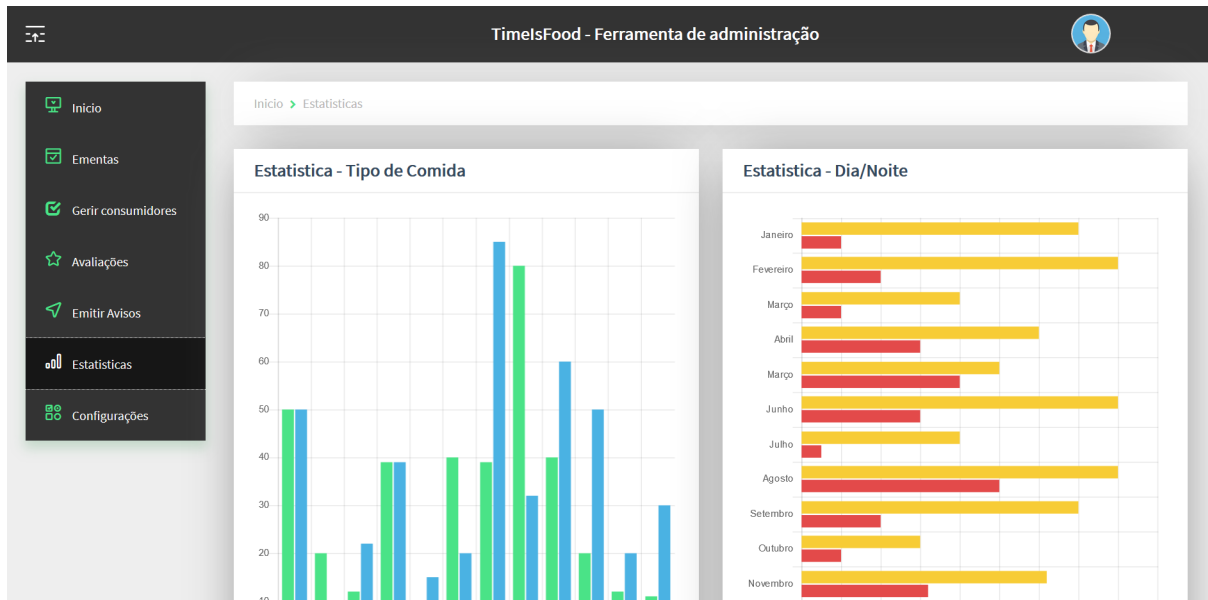 TimeIsFood - Ferramenta de administração
Inicio
Ementas
Gerir consumidores
Avaliações
Emitir Avisos
Estatisticas
Configurações
Inicio > Estatisticas
Estatistica - Tipo de Comida
90
80
70
60
50
40
30
20
10
Estatistica - Dia/Noite
Janeiro
Fevereiro
Março
Abril
Março
Junho
Julho
Agosto
Setembro
Outubro
Novembro